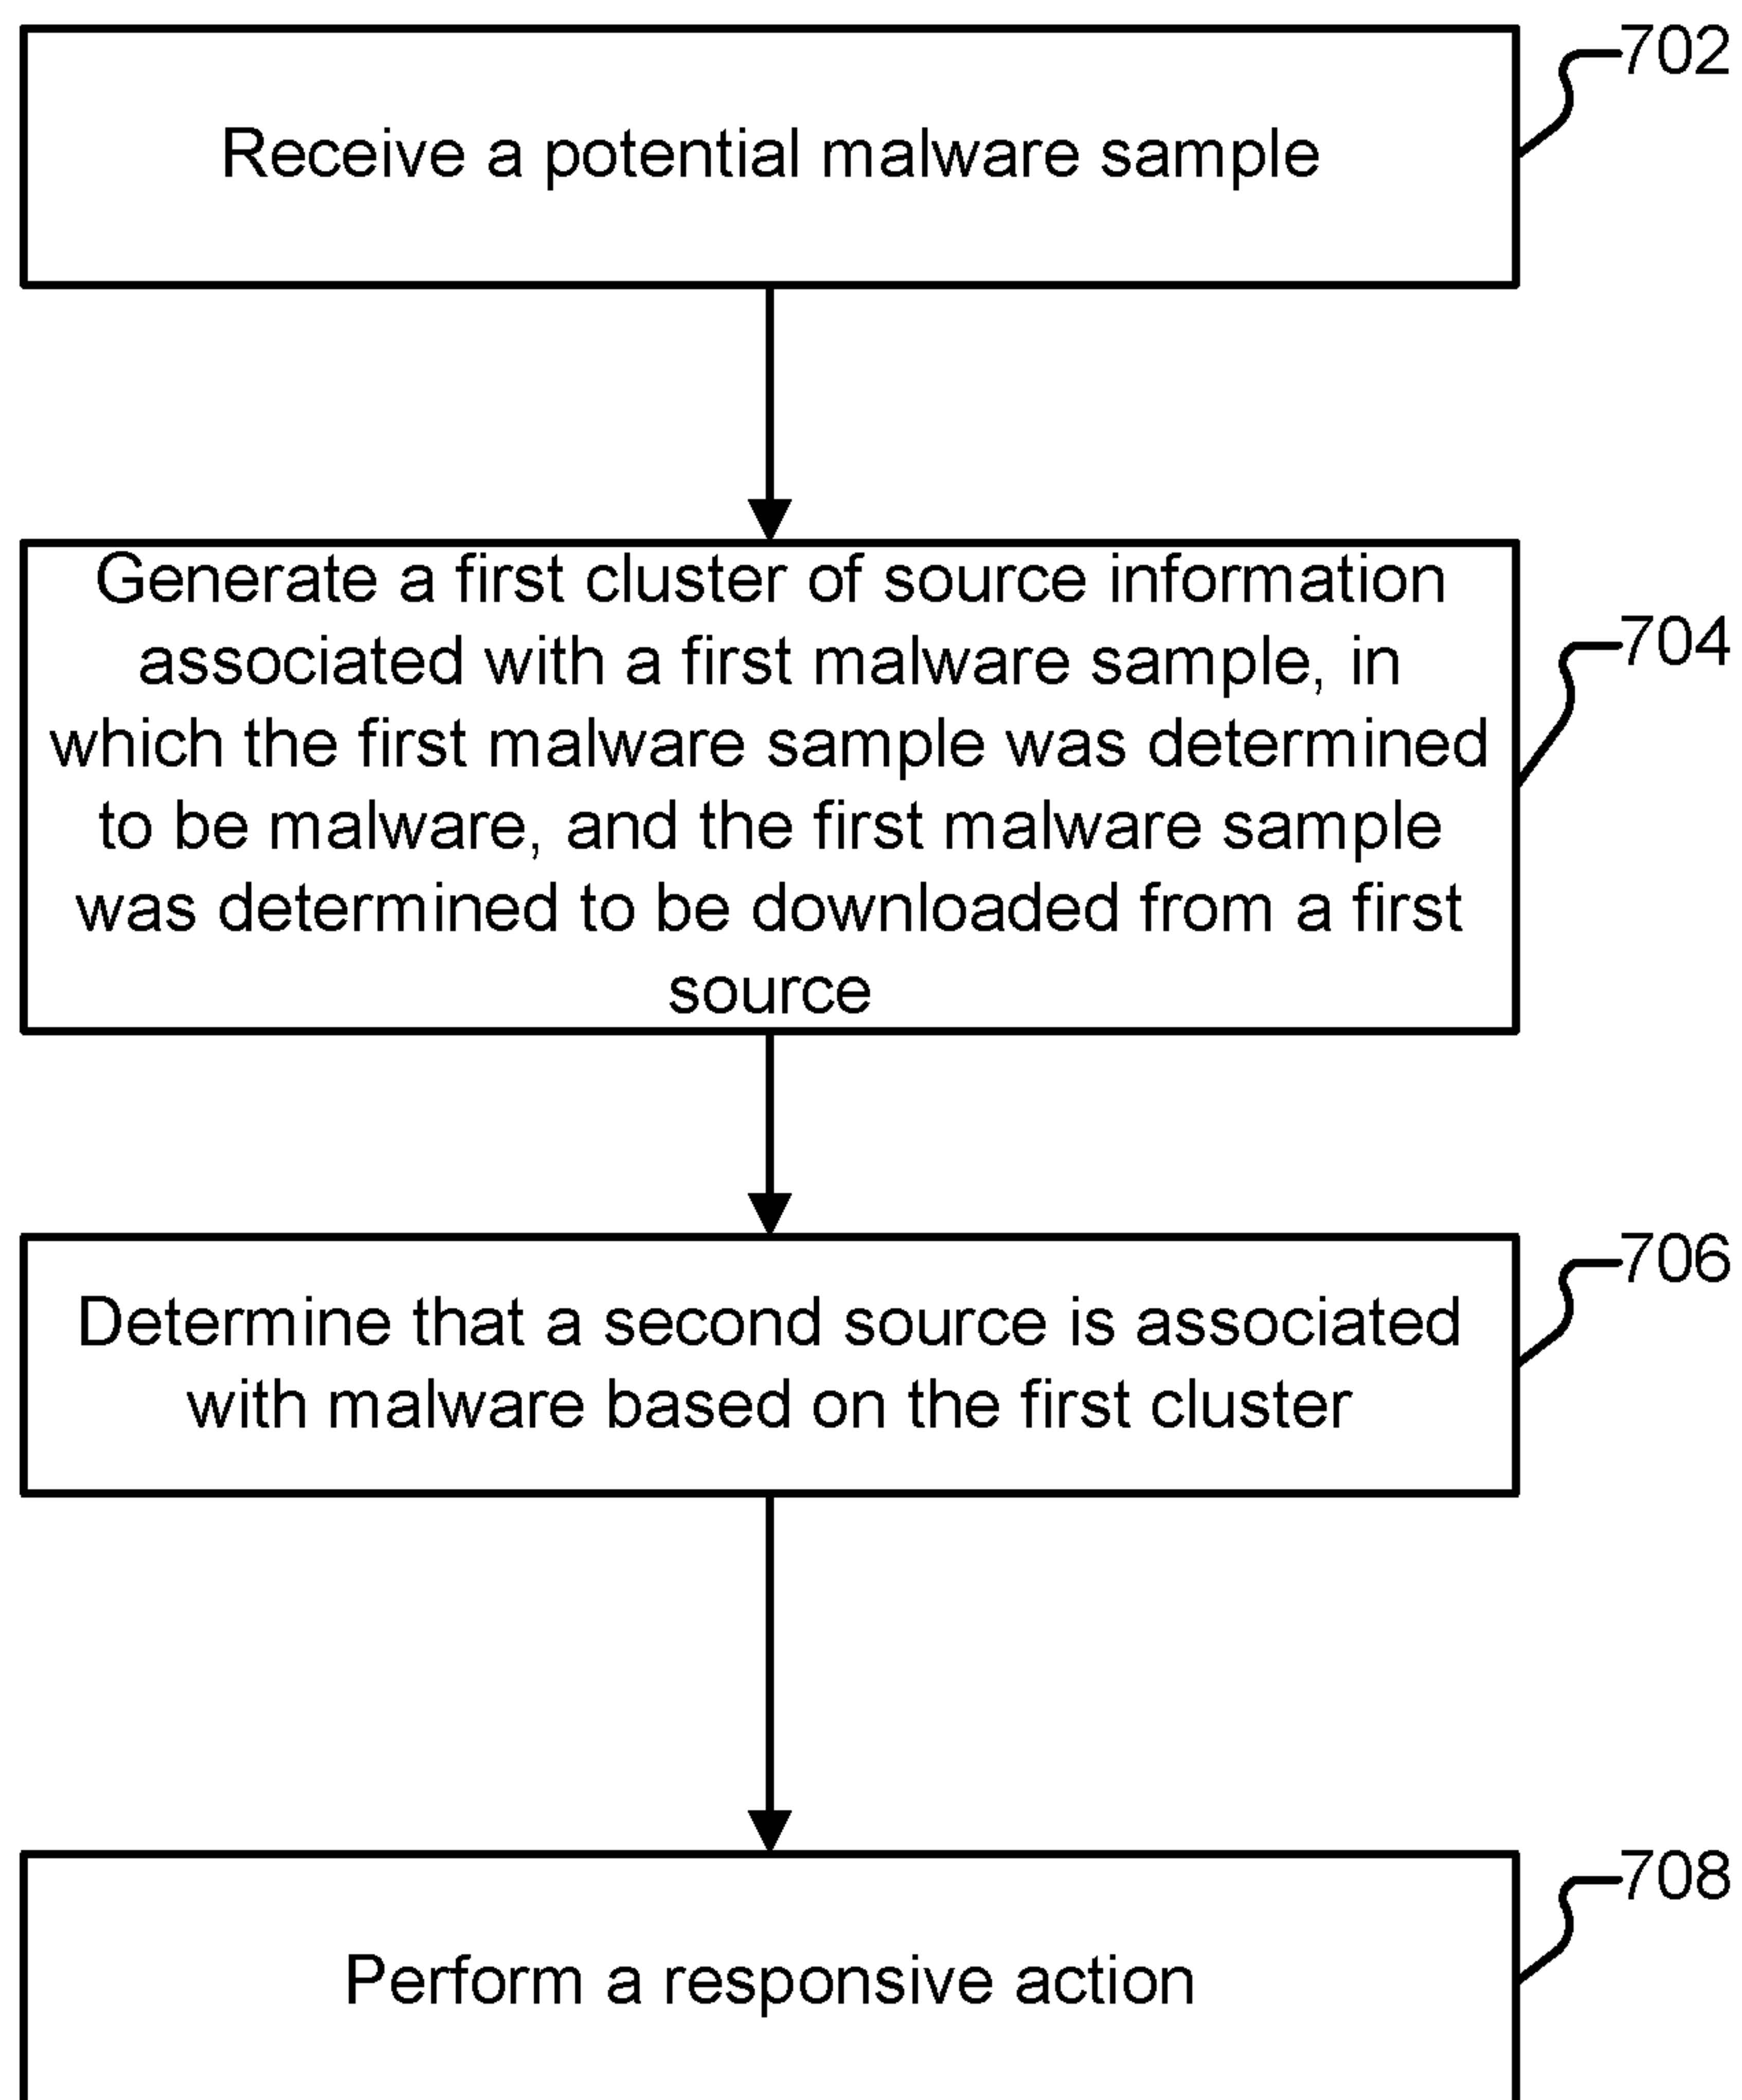 702
Receive a potential malware sample
Generate a first cluster of source information
704
associated with a first malware sample, in
which the first malware sample was determined
to be malware, and the first malware sample
was determined to be downloaded from a first
source
706
Determine that a second source is associated
with malware based on the first cluster
708
Perform a responsive action